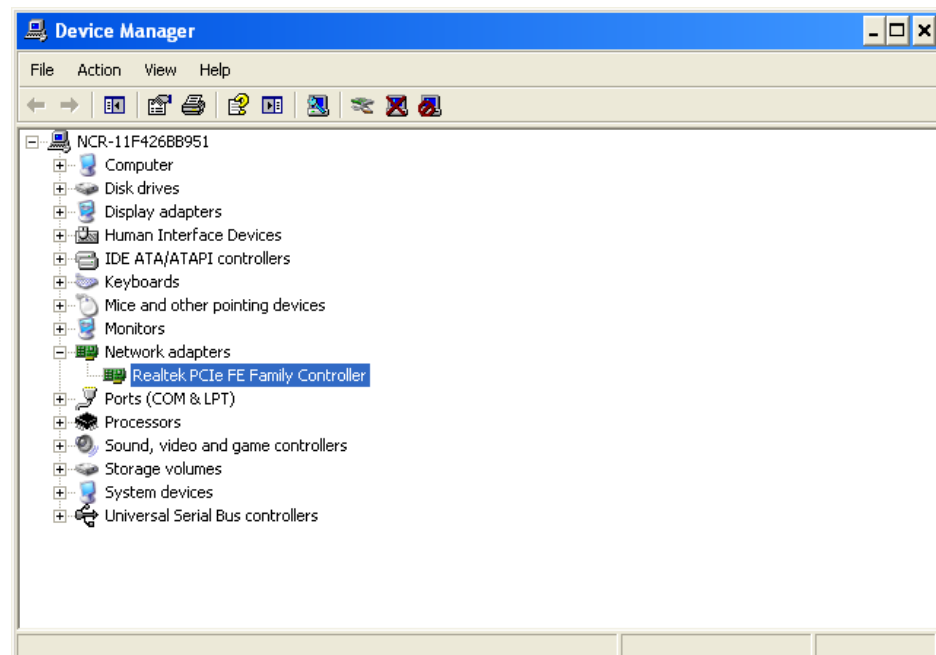 Device Manager
File Action View Help
NCR-11F426BB951
Computer
Disk drives
Display adapters
Human Interface Devices
IDE ATA/ATAPI controllers
Keyboards
Mice and other pointing devices
Monitors
Network adapters
Realtek PCIe FE Family Controller
Ports (COM & LPT)
Processors
Sound, video and game controllers
Storage volumes
System devices
Universal Serial Bus controllers